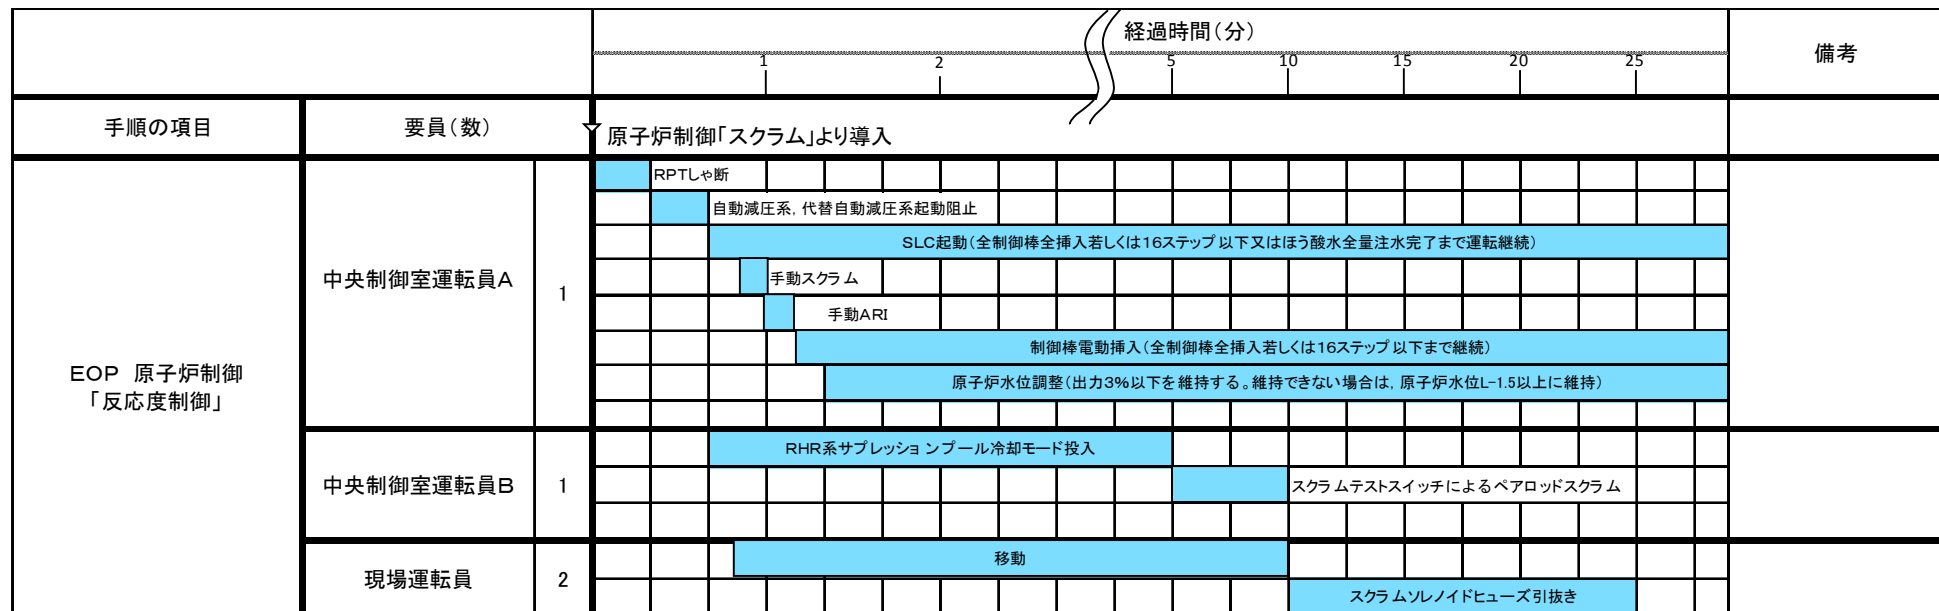 経過時間(分)
備考
1
2
5
10
15
20
25
手順の項目
要員(数)
原子炉制御「スクラム」より導入
EOP 原子炉制御
「反応度制御」
中央制御室運転員A
1
RPTしゃ断
自動減圧系，代替自動減圧系起動阻止
SLC起動(全制御棒全挿入若しくは16ステップ以下又はほう酸水全量注水完了まで運転継続)
手動スクラム
手動ARI
制御棒電動挿入(全制御棒全挿入若しくは16ステップ以下まで継続)
原子炉水位調整(出力3%以下を維持する。維持できない場合は，原子炉水位L-1.5以上に維持)
中央制御室運転員B
1
RHR系サプレッションプール冷却モード投入
スクラムテストスイッチによるペアロッドスクラム
現場運転員
2
移動
スクラムソレノイドヒューズ引抜き